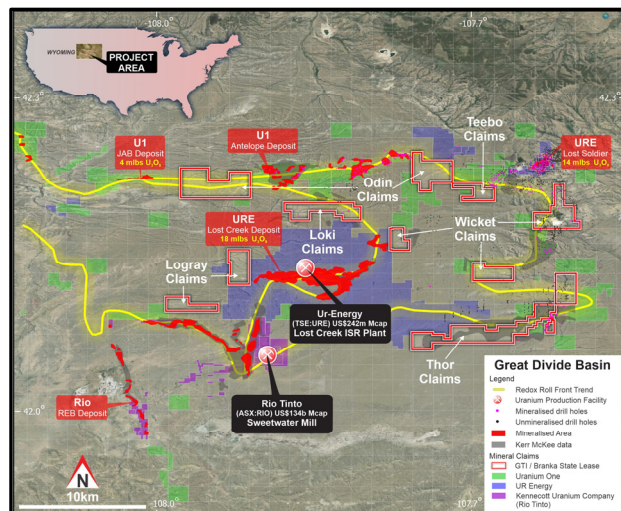 -108.0°
-107.7°
WYOMING
PROJECT
AREA
42.3°
42.3°
Teebo
Claims
U1
JAB Deposit
4 mlbs U₃O₈
U1
Antelope Deposit
URE
Lost Soldier
14 mlbs U₃O₈
Odin
Claims
URE
Lost Creek Deposit
18 mlbs U₃O₈
Loki
Claims
Wicket
Claims
Logray
Claims
Ur-Energy
(TSE:URE) US$242m Mcap
Lost Creek ISR Plant
Thor
Claims
Rio
REB Deposit
Rio Tinto
(ASX:RIO) US$134b Mcap
Sweetwater Mill
42.0°
N
10km
-108.0°
-107.7°
Great Divide Basin
Legend
Redox Roll Front Trend
Uranium Production Facility
Mineralised drill holes
Unmineralised drill holes
Mineralised Area
Kerr McKee data
Mineral Claims
GTI / Branka State Lease
Uranium One
UR Energy
Kennecott Uranium Company
(Rio Tinto)